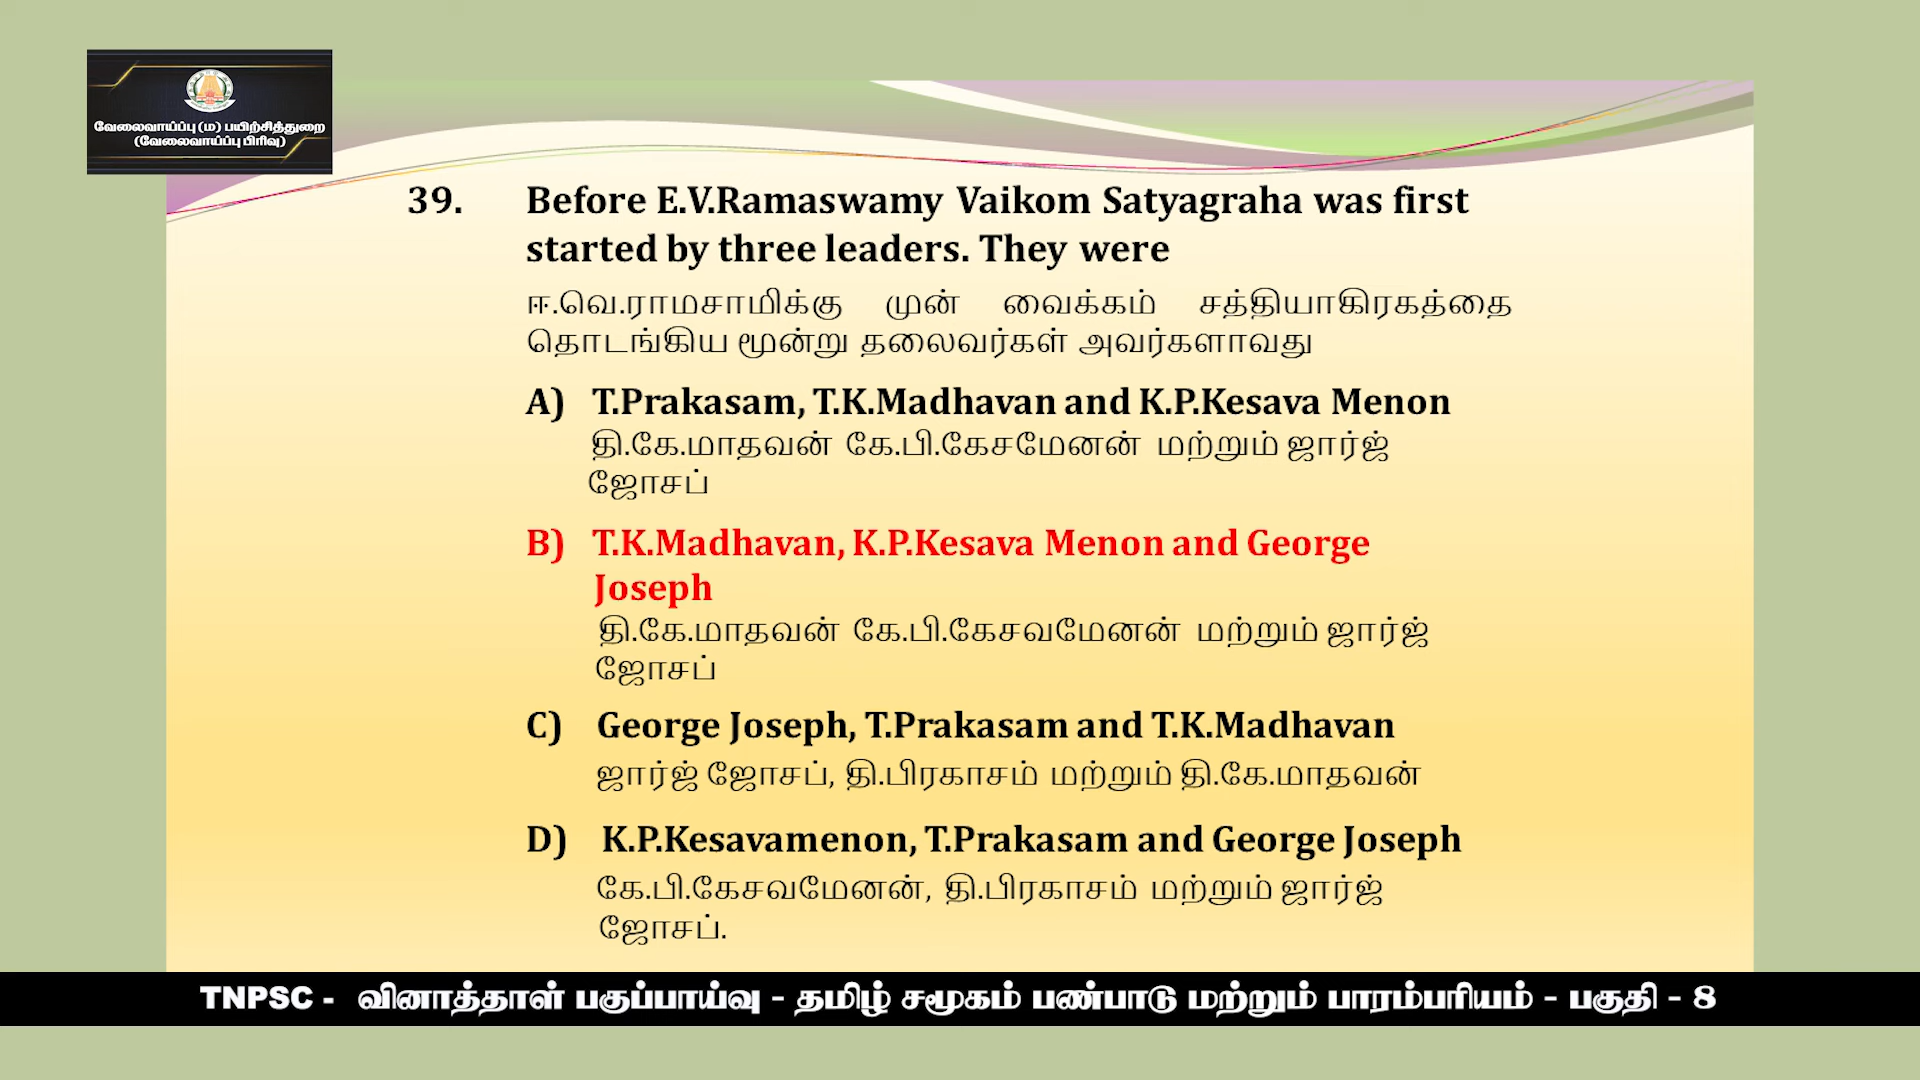 வேலைவாய்ப்பு (ம) பயிற்சித்துறை
(வேலைவாய்ப்பு பிரிவு)
39. Before E.V.Ramaswamy Vaikom Satyagraha was first
started by three leaders. They were
ஈ.வெ.ராமசாமிக்கு முன் வைக்கம் சத்தியாகிரகத்தை
தொடங்கிய மூன்று தலைவர்கள் அவர்களாவது
A) T.Prakasam, T.K.Madhavan and K.P.Kesava Menon
தி.கே.மாதவன் கே.பி.கேசமேனன் மற்றும் ஜார்ஜ்
ஜோசப்
B) T.K.Madhavan, K.P.Kesava Menon and George
Joseph
தி.கே.மாதவன் கே.பி.கேசவமேனன் மற்றும் ஜார்ஜ்
ஜோசப்
C) George Joseph, T.Prakasam and T.K.Madhavan
ஜார்ஜ் ஜோசப், தி.பிரகாசம் மற்றும் தி.கே.மாதவன்
D) K.P.Kesavamenon, T.Prakasam and George Joseph
கே.பி.கேசவமேனன், தி.பிரகாசம் மற்றும் ஜார்ஜ்
ஜோசப்.
TNPSC - வினாத்தாள் பகுப்பாய்வு - தமிழ் சமூகம் பண்பாடு மற்றும் பாரம்பரியம் - பகுதி - 8